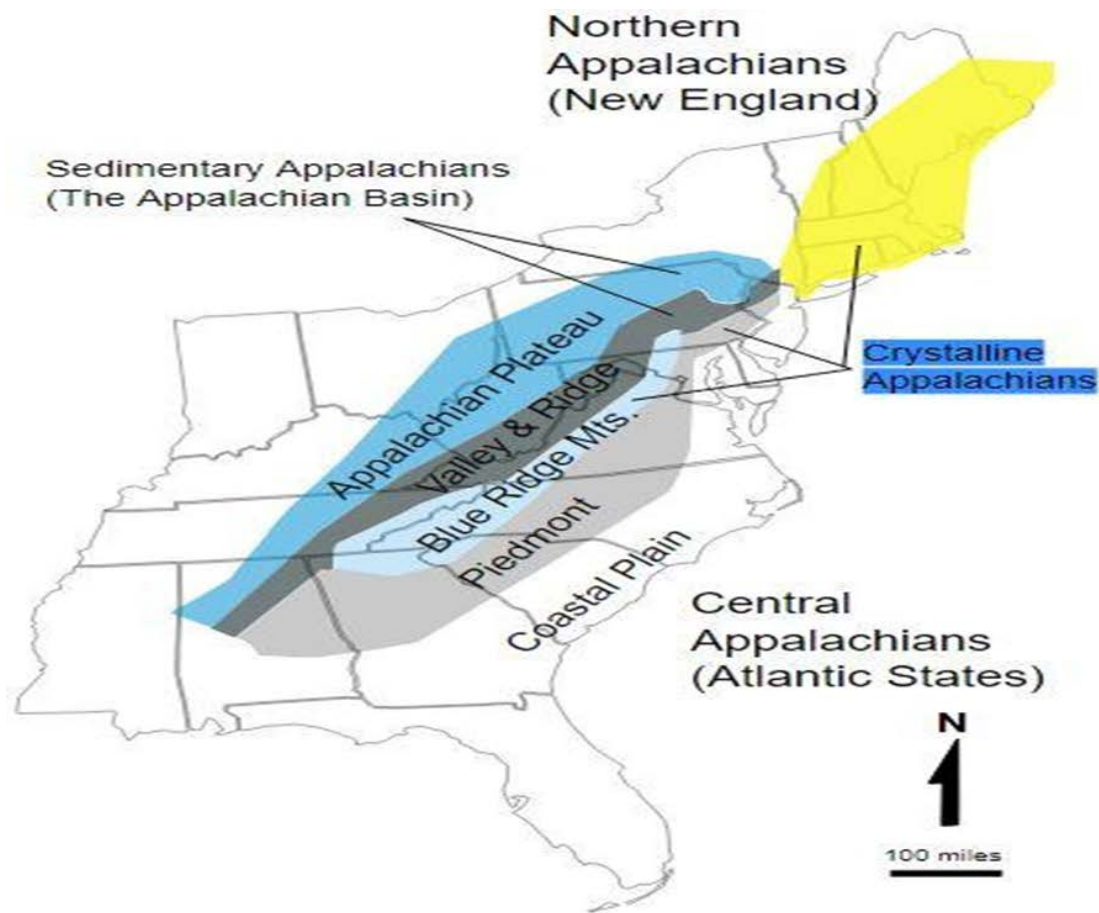 Northern
Appalachians
(New England)
Sedimentary Appalachians
(The Appalachian Basin)
Appalachian Plateau
Valley & Ridge
Blue Ridge Mts.
Piedmont
Coastal Plain
Crystalline
Appalachians
Central
Appalachians
(Atlantic States)
N
100 miles